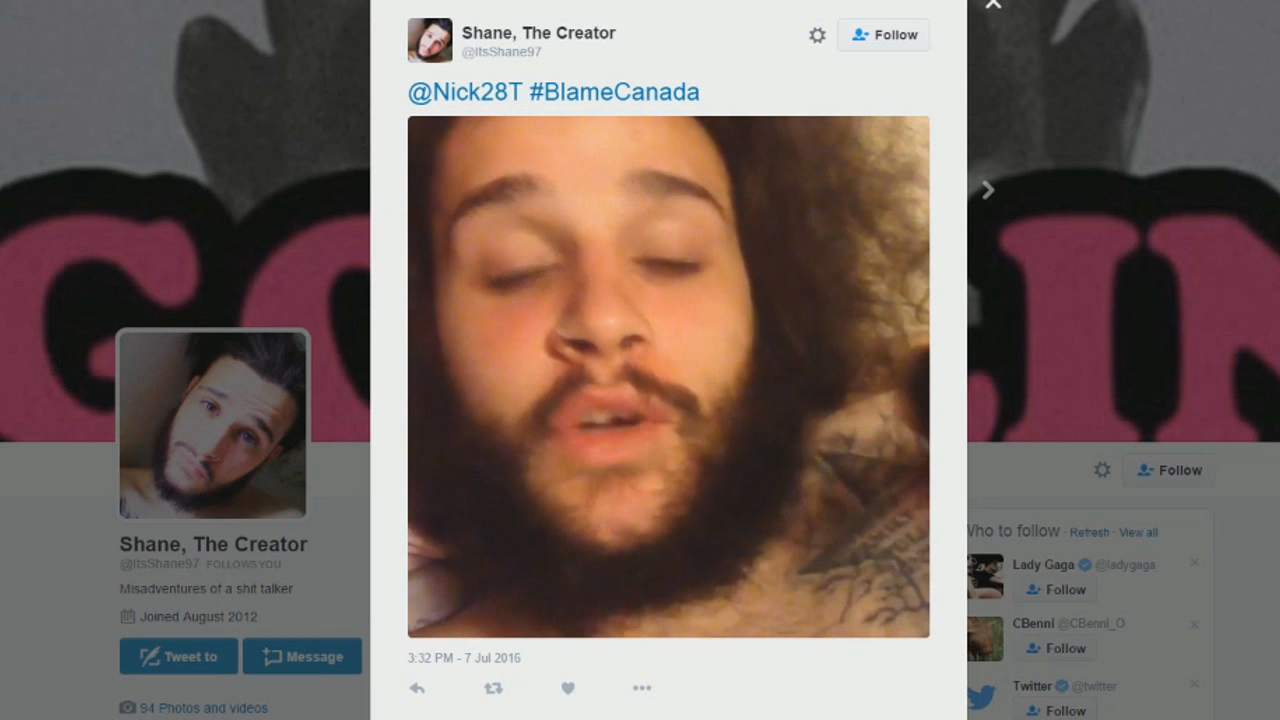 Shane, The Creator
@ItsShane97
Follow
@Nick28T #BlameCanada
3:32 PM - 7 Jul 2016
Shane, The Creator
@ItsShane97 FOLLOWS YOU
Misadventures of a shit talker
Joined August 2012
Tweet to
Message
94 Photos and videos
Follow
Who to follow · Refresh · View all
Lady Gaga @ladygaga
Follow
CBenni @CBenni_O
Follow
Twitter @twitter
Follow